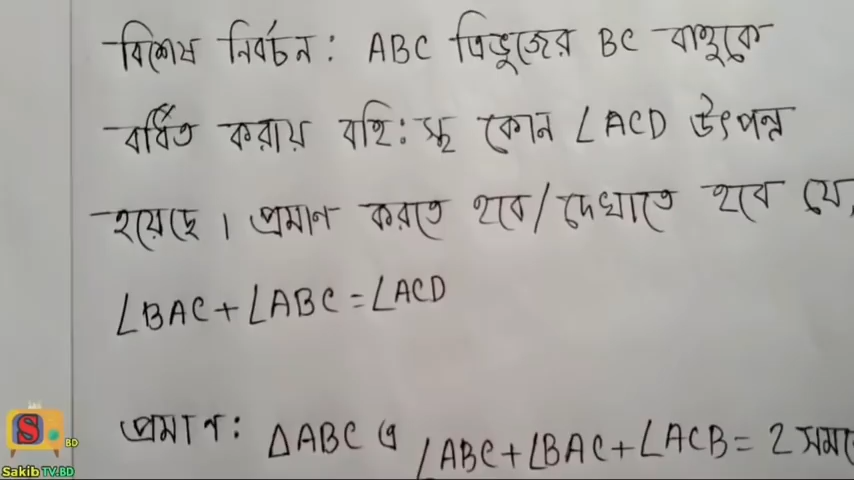 বিশেষ নির্বচন: ABC ত্রিভুজের BC বাহুকে
বর্ধিত করায় বহি:স্থ কোন ∠ACD উৎপন্ন
হয়েছে। প্রমান করতে হবে/দেখাতে হবে যে,
∠BAC+∠ABC=∠ACD
প্রমাণ: ΔABC এ ∠ABC+∠BAC+∠ACB=2
S BD
Sakib TV.BD